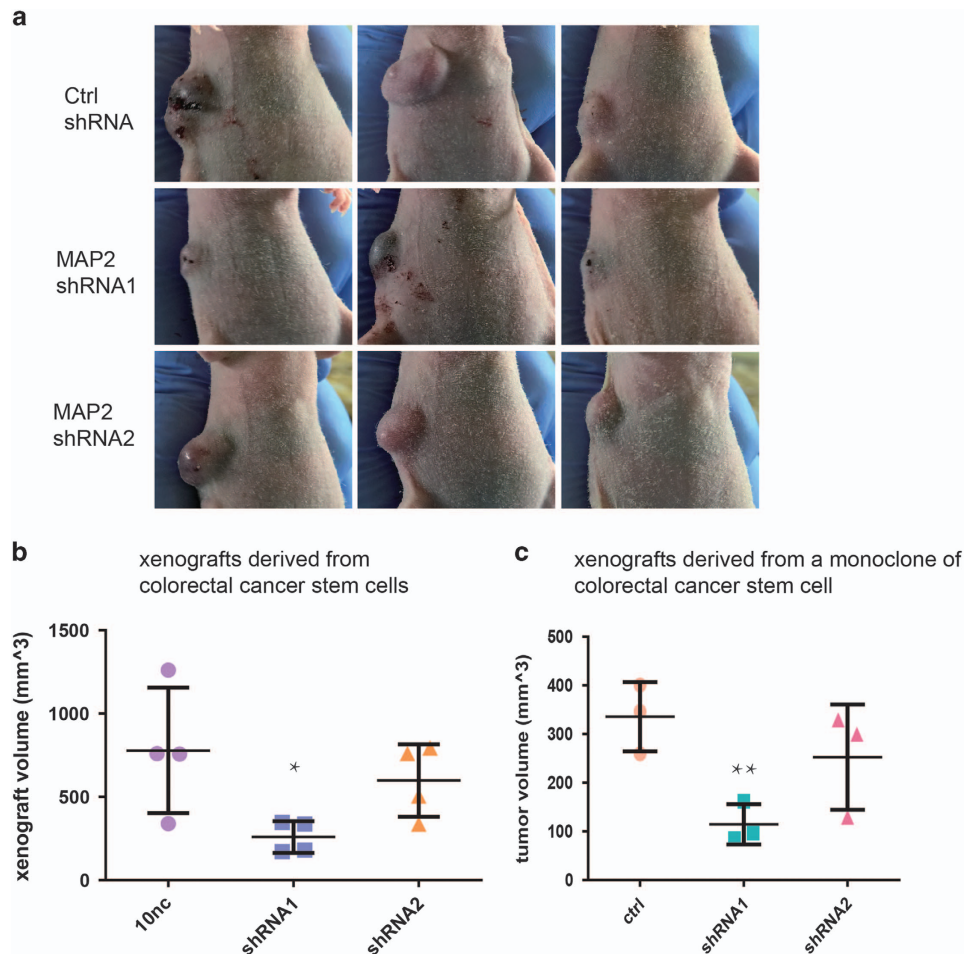 a
Ctrl
shRNA
MAP2
shRNA1
MAP2
shRNA2
b
xenografts derived from
colorectal cancer stem cells
xenograft volume (mm^3)
1500
1000
500
0
*
10nc
shRNA1
shRNA2
c
xenografts derived from a monoclone of
colorectal cancer stem cell
tumor volume (mm^3)
500
400
300
200
100
0
**
ctrl
shRNA1
shRNA2